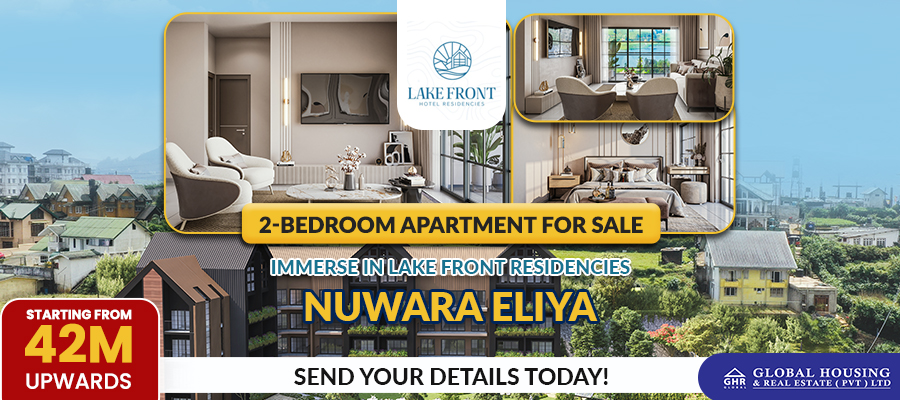 LAKE FRONT
HOTEL RESIDENCIES
2-BEDROOM APARTMENT FOR SALE
IMMERSE IN LAKE FRONT RESIDENCIES
NUWARA ELIYA
STARTING FROM
42M
UPWARDS
SEND YOUR DETAILS TODAY!
GHR
GLOBAL
GLOBAL HOUSING
& REAL ESTATE ( PVT ) LTD